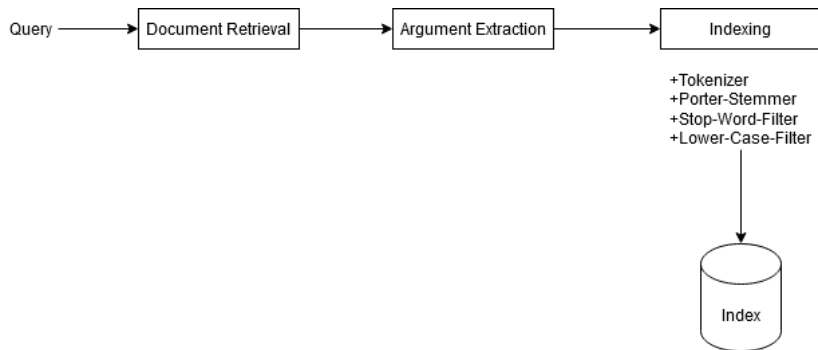 Query
Document Retrieval
Argument Extraction
Indexing
+Tokenizer
+Porter-Stemmer
+Stop-Word-Filter
+Lower-Case-Filter
Index